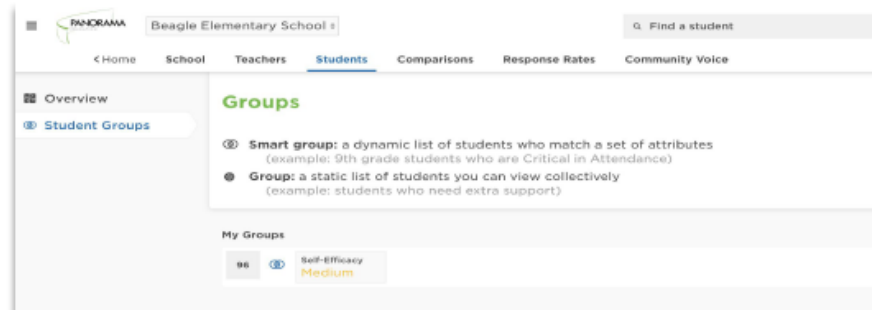 PANORAMA
Beagle Elementary School
Find a student
< Home School Teachers Students Comparisons Response Rates Community Voice
Overview
Student Groups
Groups
Smart group: a dynamic list of students who match a set of attributes
(example: 9th grade students who are Critical in Attendance)
Group: a static list of students you can view collectively
(example: students who need extra support)
My Groups
96
Self-Efficacy
Medium